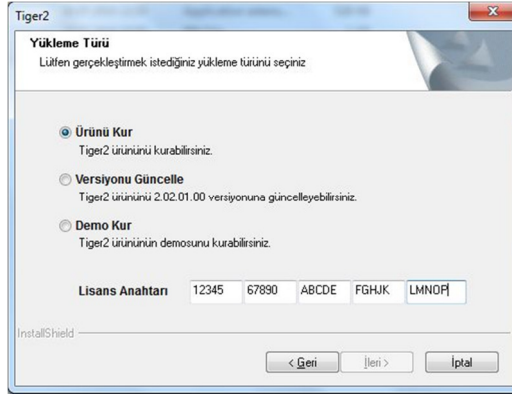 Tiger2
Yükleme Türü
Lütfen gerçekleştirmek istediğiniz yükleme türünü seçiniz
Ürünü Kur
Tiger2 ürününü kurabilirsiniz.
Versiyonu Güncelle
Tiger2 ürününü 2.02.01.00 versiyonuna güncelleyebilirsiniz.
Demo Kur
Tiger2 ürününün demosunu kurabilirsiniz.
Lisans Anahtarı 12345 67890 ABCDE FGHJK LMNOP
InstallShield
< Geri İleri > İptal